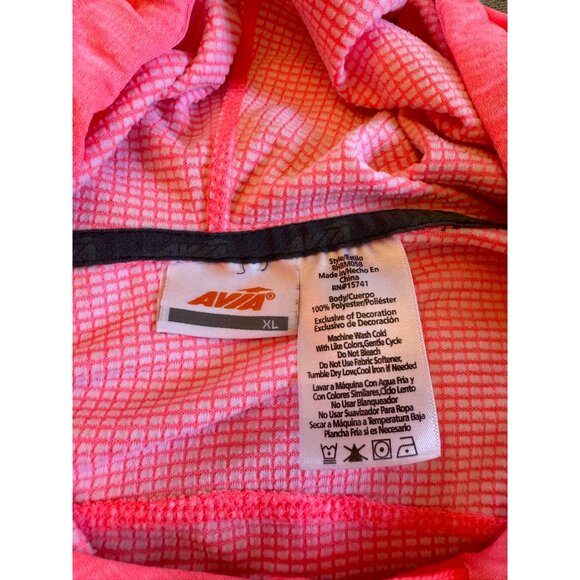 AVIA®
XL
Style/Estilo
Made in/Hecho En
China
RN#15741
Body/Cuerpo
100% Polyester/Poliéster
Exclusive of Decoration
Exclusivo de Decoración
Machine Wash Cold
With Like Colors,Gentle Cycle
Do Not Bleach
Do Not Use Fabric Softener,
Tumble Dry Low,Cool Iron if Needed
Lavar a Máquina Con Agua Fria y
Con Colores Similares,Ciclo Lento
No Usar Blanqueador
No Usar Suavizador Para Ropa
Secar a Máquina a Temperatura Baja
Plancha Fría si es Necesario